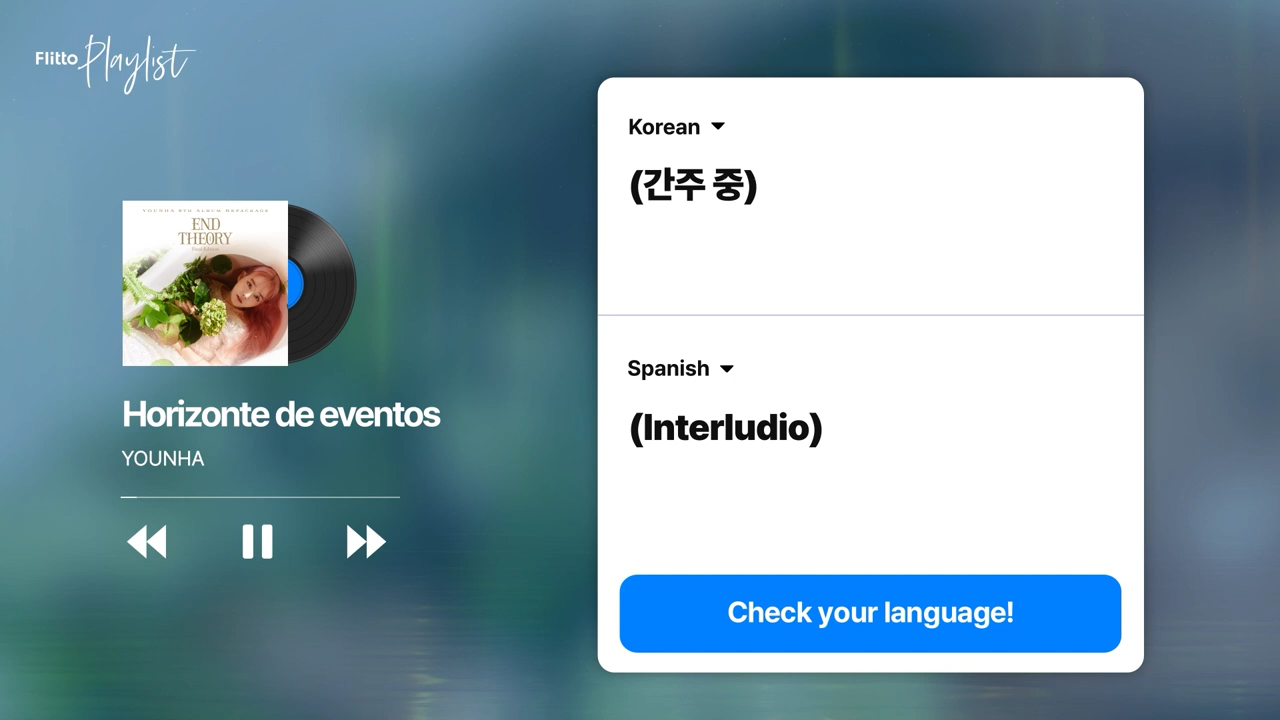 Flitto Playlist
YOUNHA 6TH ALBUM REPACKAGE
END
THEORY
Horizonte de eventos
YOUNHA
Korean
(간주 중)
Spanish
(Interludio)
Check your language!